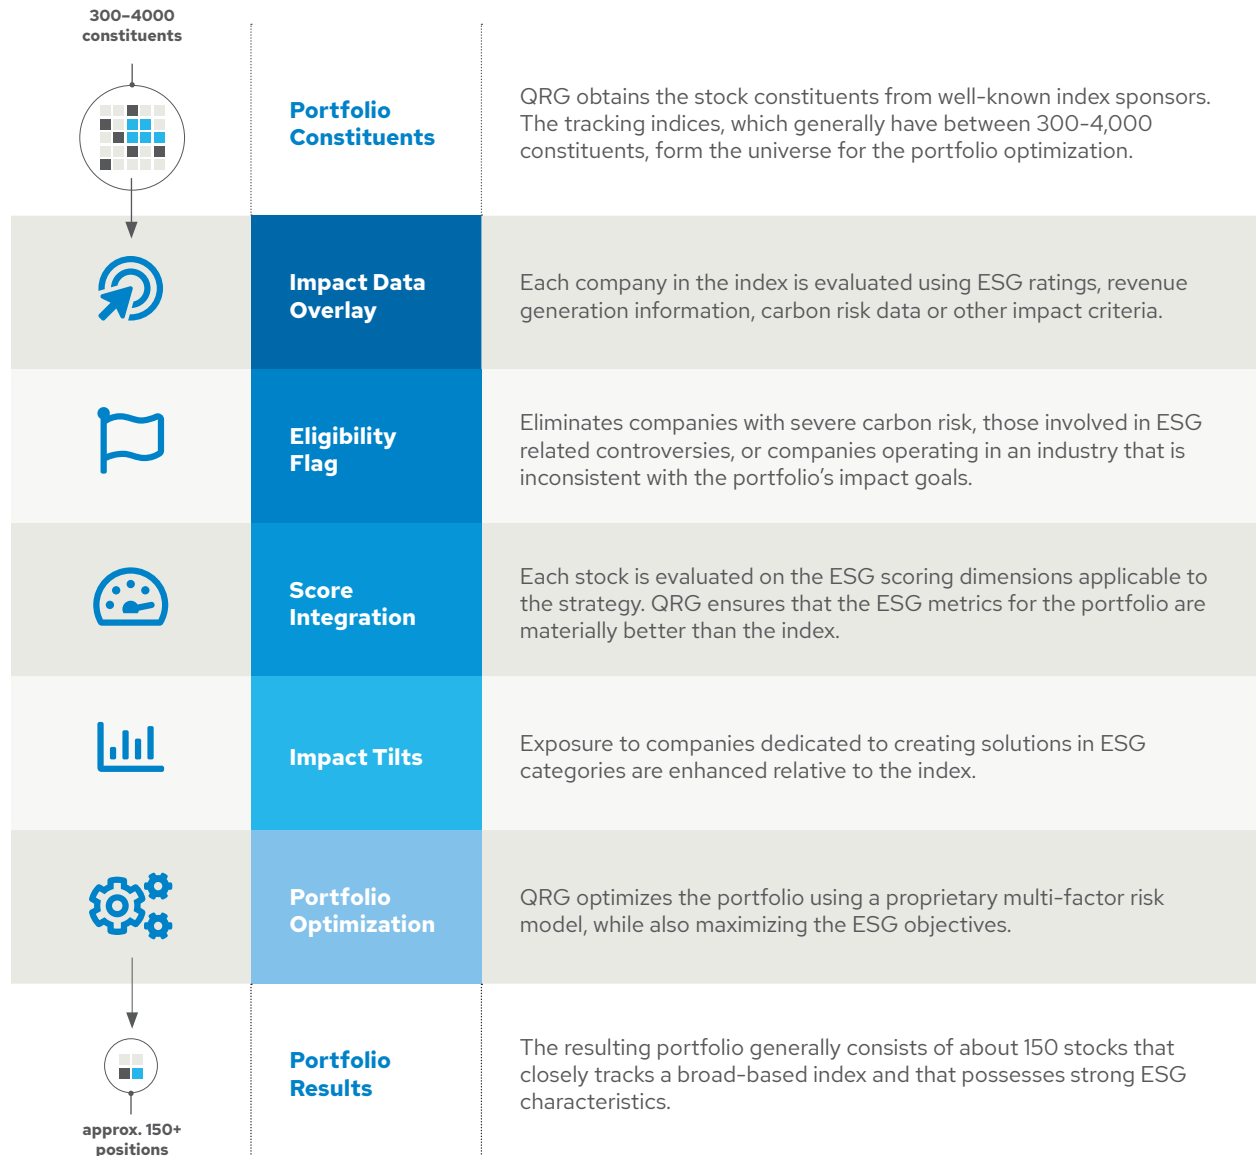 300–4000
constituents
Portfolio
Constituents
QRG obtains the stock constituents from well-known index sponsors.
The tracking indices, which generally have between 300-4,000
constituents, form the universe for the portfolio optimization.
Impact Data
Overlay
Each company in the index is evaluated using ESG ratings, revenue
generation information, carbon risk data or other impact criteria.
Eligibility
Flag
Eliminates companies with severe carbon risk, those involved in ESG
related controversies, or companies operating in an industry that is
inconsistent with the portfolio’s impact goals.
Score
Integration
Each stock is evaluated on the ESG scoring dimensions applicable to
the strategy. QRG ensures that the ESG metrics for the portfolio are
materially better than the index.
Impact Tilts
Exposure to companies dedicated to creating solutions in ESG
categories are enhanced relative to the index.
Portfolio
Optimization
QRG optimizes the portfolio using a proprietary multi-factor risk
model, while also maximizing the ESG objectives.
Portfolio
Results
The resulting portfolio generally consists of about 150 stocks that
closely tracks a broad-based index and that possesses strong ESG
characteristics.
approx. 150+
positions